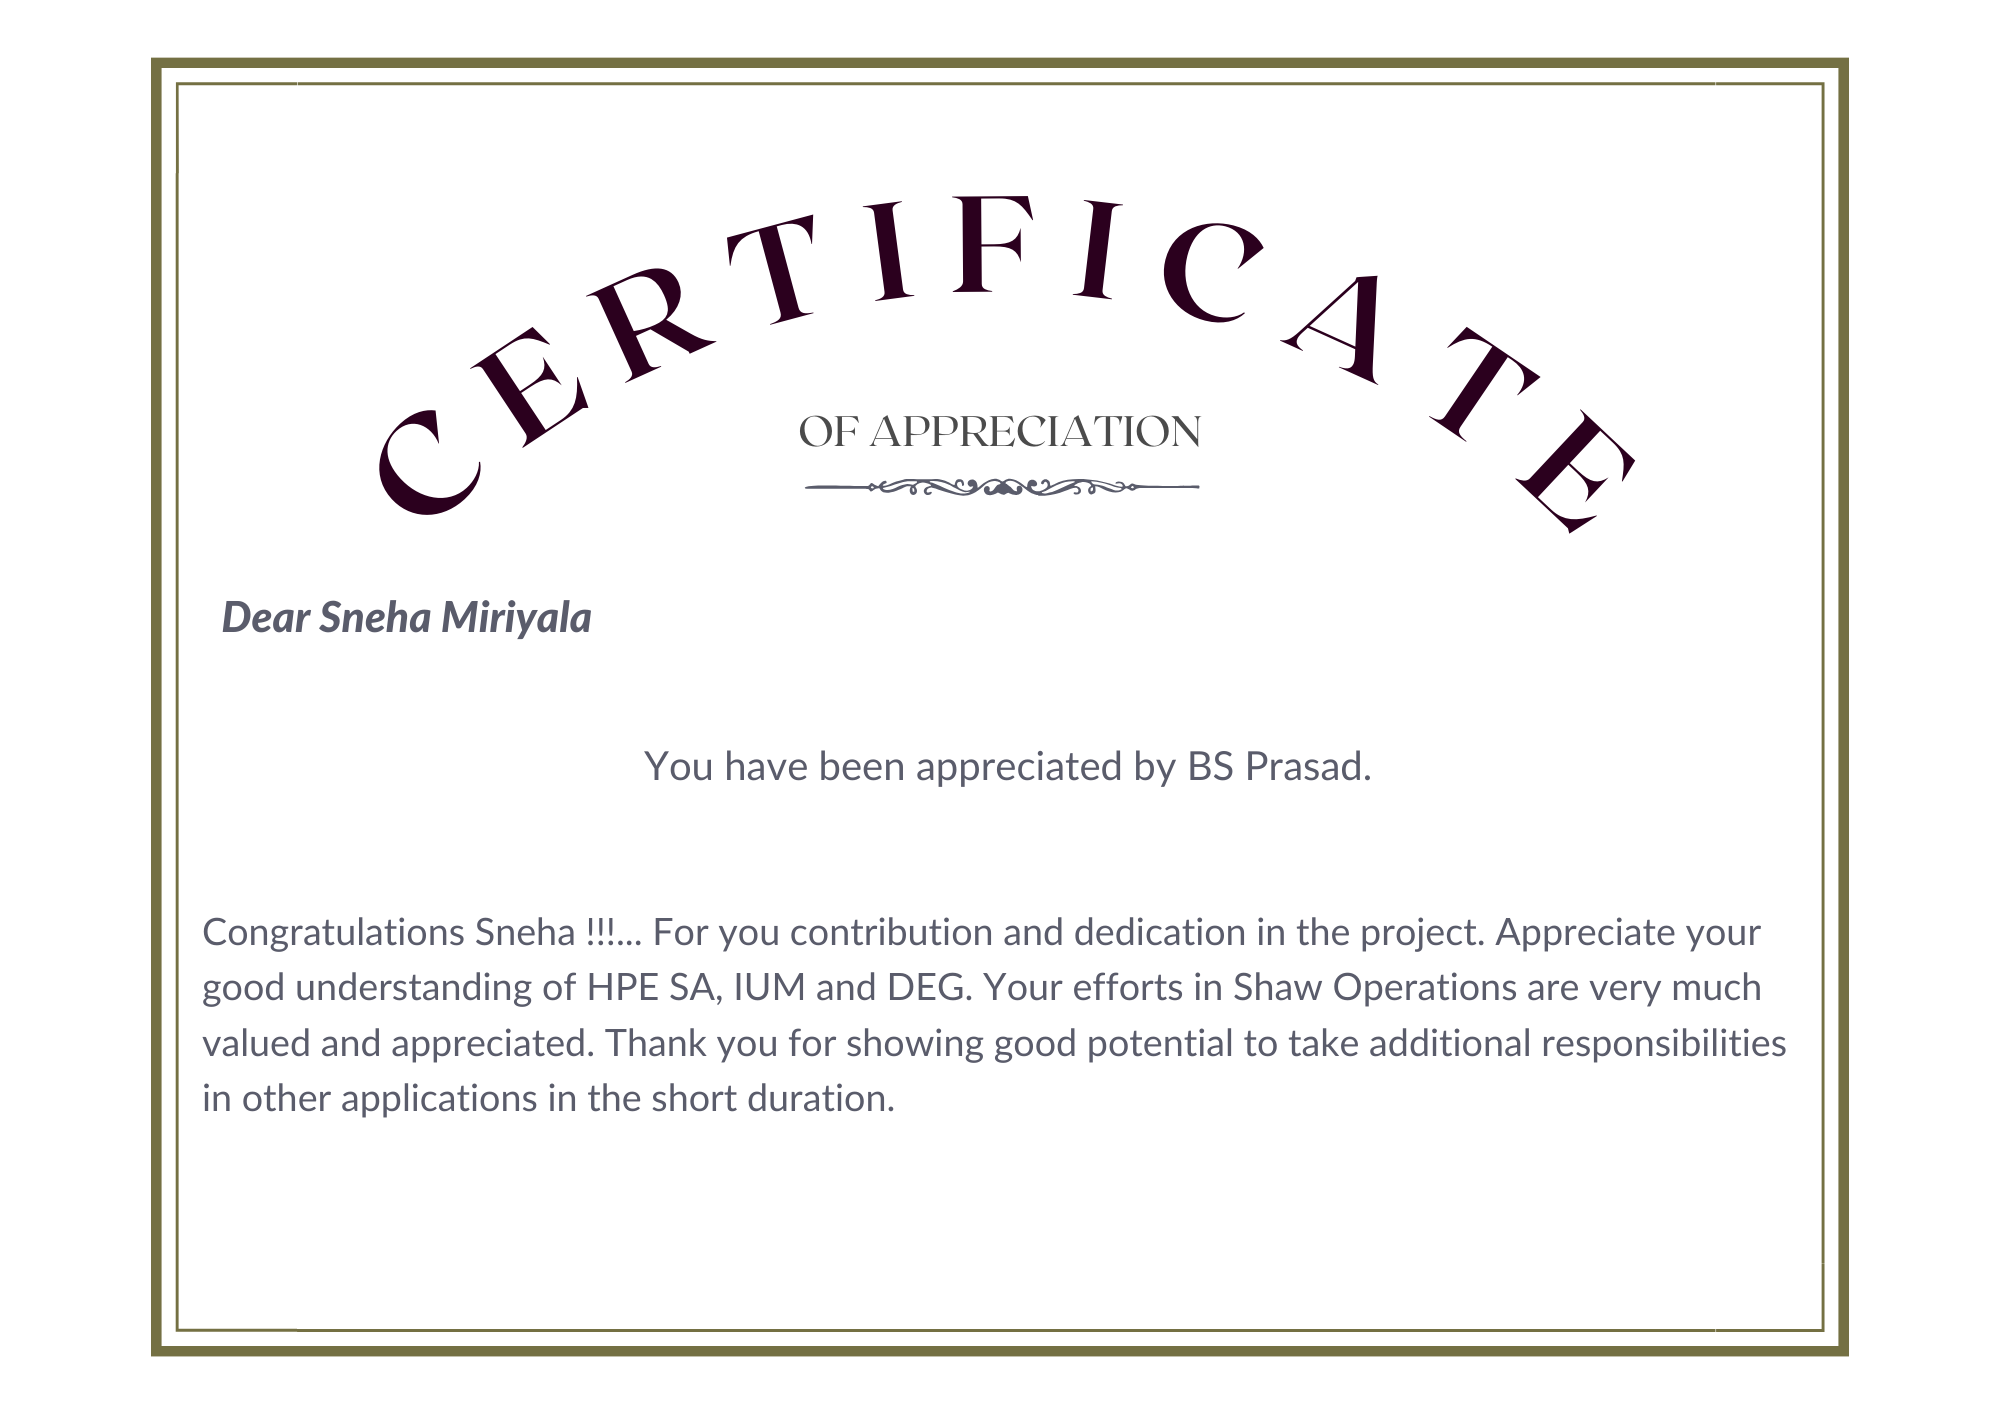 CERTIFICATE
OF APPRECIATION
Dear Sneha Miriyala
You have been appreciated by BS Prasad.
Congratulations Sneha !!!... For you contribution and dedication in the project. Appreciate your
good understanding of HPE SA, IUM and DEG. Your efforts in Shaw Operations are very much
valued and appreciated. Thank you for showing good potential to take additional responsibilities
in other applications in the short duration.